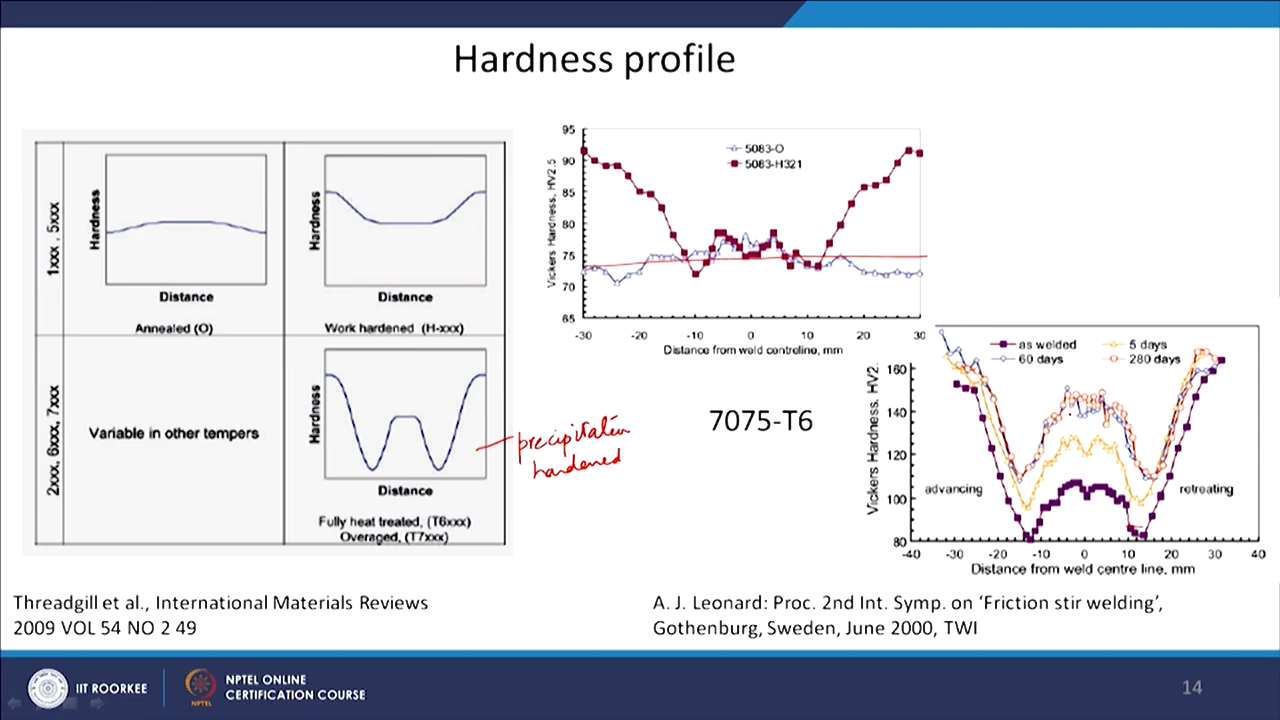 Hardness profile
1xxx , 5xxx
Hardness
Distance
Annealed (O)
Hardness
Distance
Work hardened (H-xxx)
2xxx, 6xxx, 7xxx
Variable in other tempers
Hardness
Distance
Fully heat treated, (T6xxx)
Overaged, (T7xxx)
precipitation
hardened
Vickers Hardness, HV2.5
95
90
85
80
75
70
65
5083-O
5083-H321
-30 -20 -10 0 10 20 30
Distance from weld centreline, mm
7075-T6
Vickers Hardness, HV2.
160
140
120
100
80
as welded 5 days
60 days 280 days
advancing
retreating
-40 -30 -20 -10 0 10 20 30 40
Distance from weld centre line, mm
Threadgill et al., International Materials Reviews
2009 VOL 54 NO 2 49
A. J. Leonard: Proc. 2nd Int. Symp. on ‘Friction stir welding’,
Gothenburg, Sweden, June 2000, TWI
IIT ROORKEE
NPTEL
NPTEL ONLINE
CERTIFICATION COURSE
14